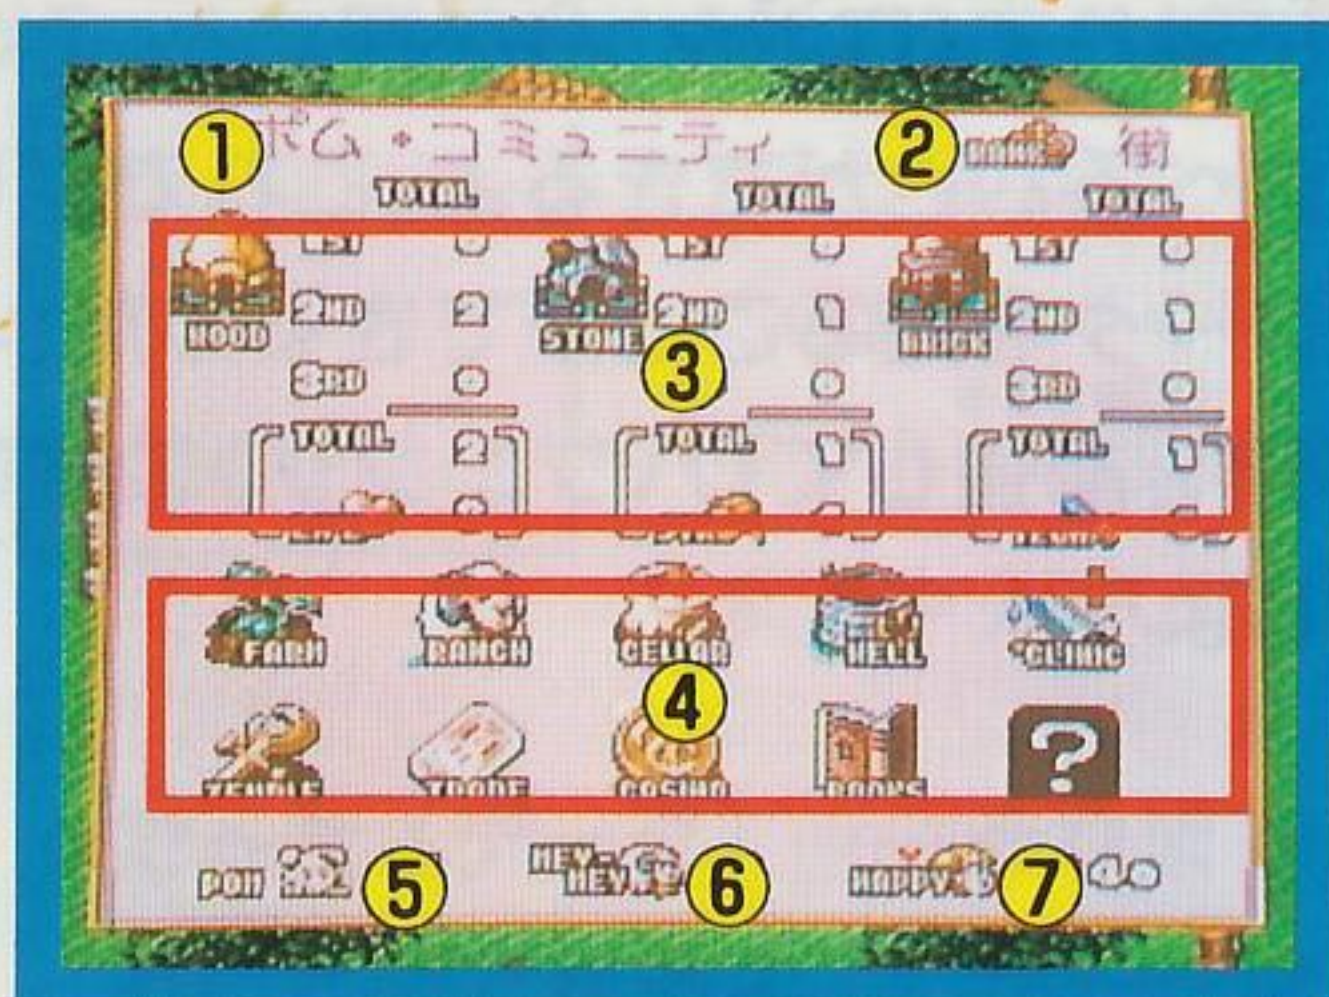 ① ボム・コミュニティ ② RANK 街
TOTAL TOTAL TOTAL
1ST 0 1ST 0 1ST 0
2ND 2 2ND 1 2ND 1
WOOD STONE BRICK
3RD 0 ③ 0 3RD 0
TOTAL 2 TOTAL 1 TOTAL 1
FARM RANCH CELLAR WELL CLINIC
④
TEMPLE TRADE CASINO BOOKS ?
POM ⑤ HEY-HEY ⑥ HAPPY ⑦ 40